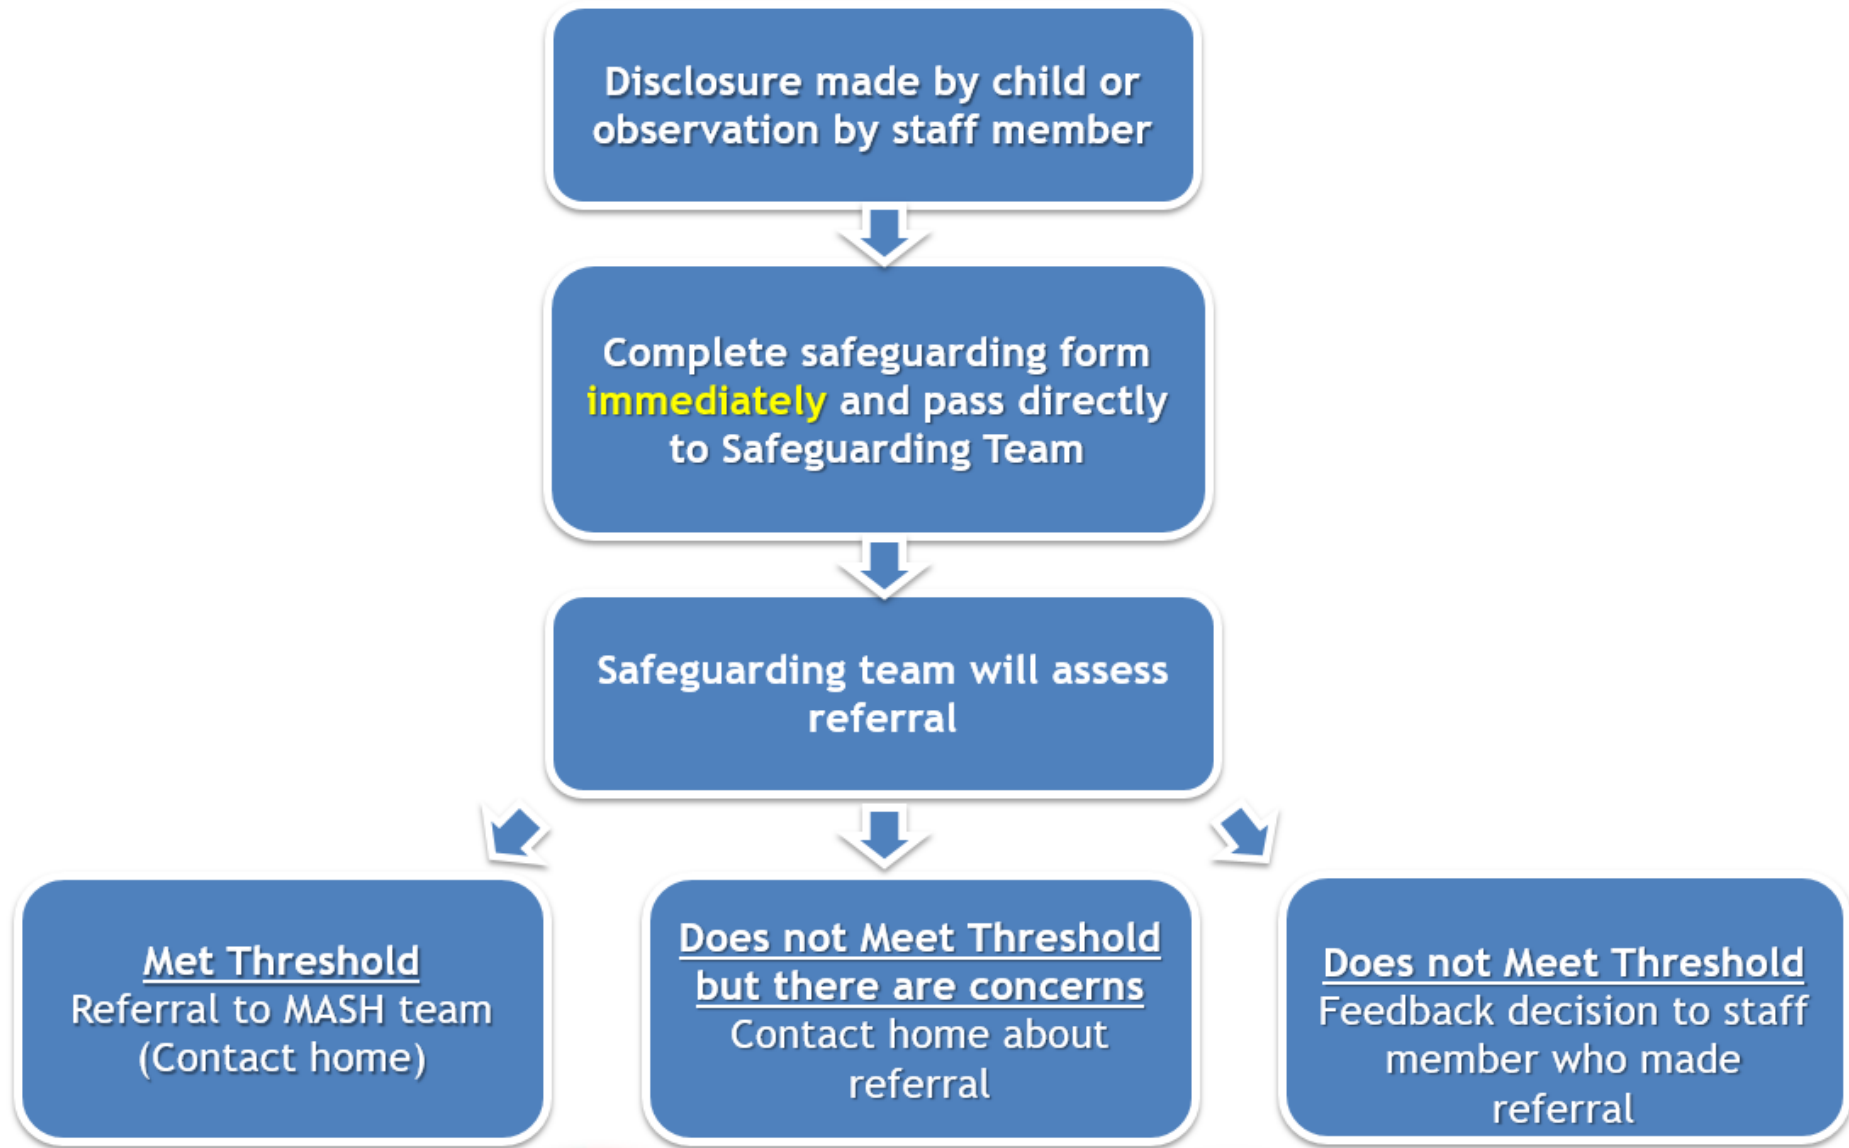 Disclosure made by child or
observation by staff member
Complete safeguarding form
immediately and pass directly
to Safeguarding Team
Safeguarding team will assess
referral
Met Threshold
Referral to MASH team
(Contact home)
Does not Meet Threshold
but there are concerns
Contact home about
referral
Does not Meet Threshold
Feedback decision to staff
member who made
referral